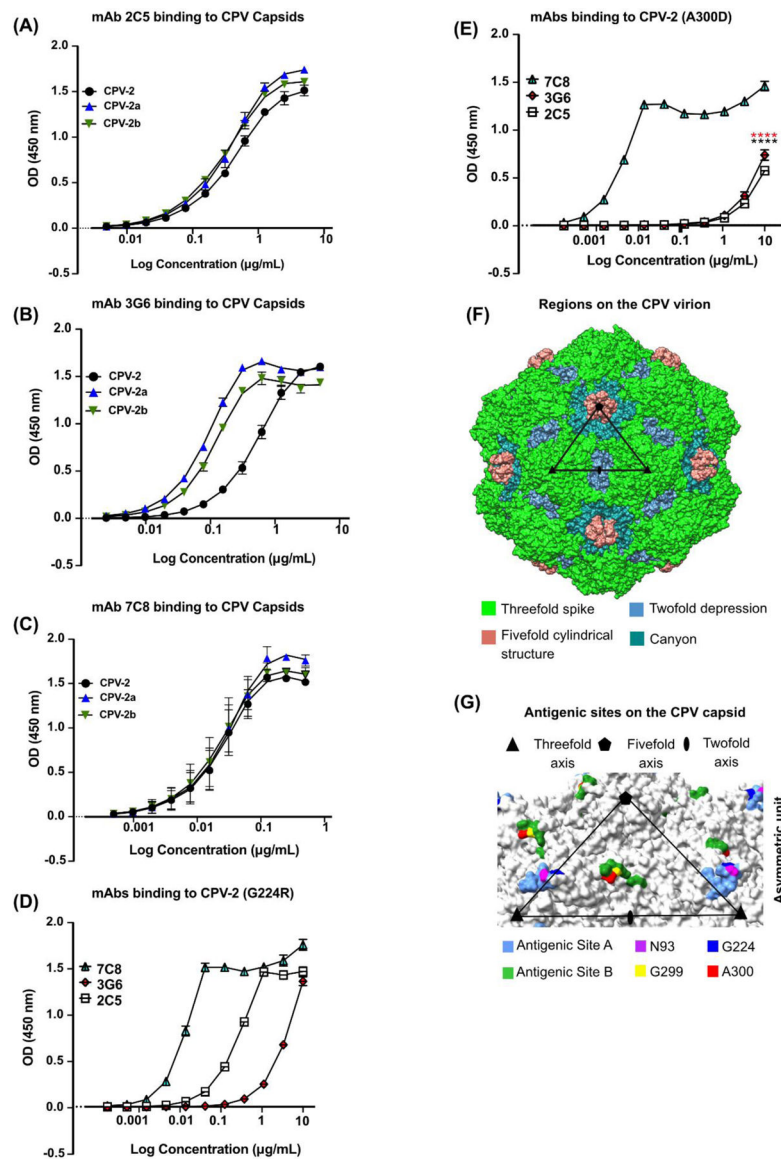 (A)
mAb 2C5 binding to CPV Capsids
2.0
1.5
1.0
0.5
0.0
-0.5
OD (450 nm)
CPV-2
CPV-2a
CPV-2b
0.01
0.1
1
10
Log Concentration (µg/mL)
(B)
mAb 3G6 binding to CPV Capsids
2.0
1.5
1.0
0.5
0.0
-0.5
OD (450 nm)
CPV-2
CPV-2a
CPV-2b
0.01
0.1
1
10
Log Concentration (µg/mL)
(C)
mAb 7C8 binding to CPV Capsids
2.0
1.5
1.0
0.5
0.0
-0.5
OD (450 nm)
CPV-2
CPV-2a
CPV-2b
0.001
0.01
0.1
1
Log Concentration (µg/mL)
(D)
mAbs binding to CPV-2 (G224R)
2.0
1.5
1.0
0.5
0.0
-0.5
OD (450 nm)
7C8
3G6
2C5
0.001
0.01
0.1
1
10
Log Concentration (µg/mL)
(E)
mAbs binding to CPV-2 (A300D)
2.0
1.5
1.0
0.5
0.0
-0.5
OD (450 nm)
7C8
3G6
2C5
****
****
0.001
0.01
0.1
1
10
Log Concentration (µg/mL)
(F)
Regions on the CPV virion
Threefold spike
Twofold depression
Fivefold cylindrical
structure
Canyon
(G)
Antigenic sites on the CPV capsid
Threefold
axis
Fivefold
axis
Twofold
axis
Asymmetric unit
Antigenic Site A
N93
G224
Antigenic Site B
G299
A300